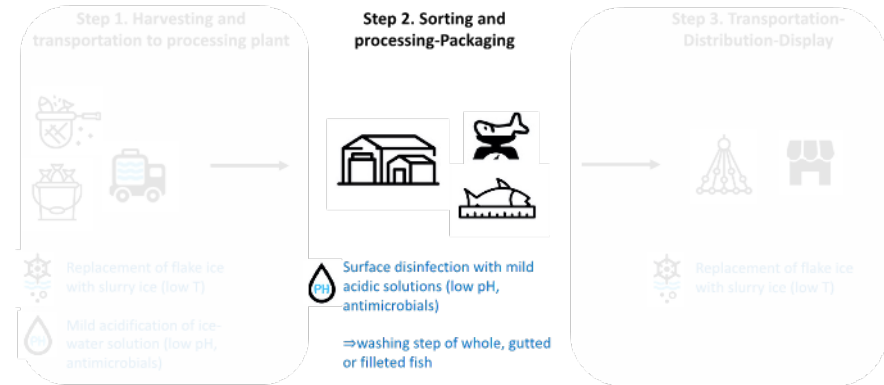 Step 1. Harvesting and
transportation to processing plant
Replacement of flake ice
with slurry ice (low T)
PH
Mild acidification of ice-
water solution (low pH,
antimicrobials)
Step 2. Sorting and
processing-Packaging
PH
Surface disinfection with mild
acidic solutions (low pH,
antimicrobials)
⇒washing step of whole, gutted
or filleted fish
Step 3. Transportation-
Distribution-Display
Replacement of flake ice
with slurry ice (low T)